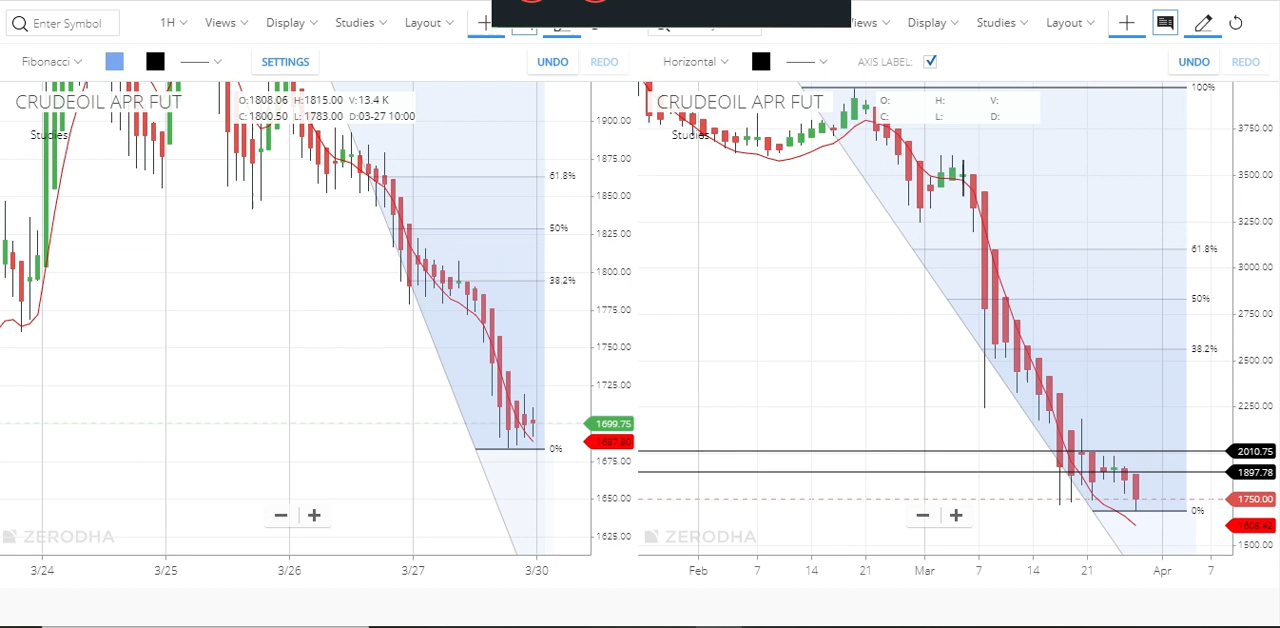 Enter Symbol 1H Views Display Studies Layout
Views Display Studies Layout
Fibonacci SETTINGS UNDO REDO
Horizontal AXIS LABEL: UNDO REDO
CRUDEOIL APR FUT
O:1808.06 H:1815.00 V:13.4 K
C:1800.50 L:1783.00 D:03-27 10:00
Studies
1900.00
1875.00
61.8%
1850.00
50%
1825.00
38.2%
1800.00
1775.00
1750.00
1725.00
1699.75
0%
1675.00
1650.00
1625.00
ZERODHA
3/24 3/25 3/26 3/27 3/30
CRUDEOIL APR FUT
O: H: V:
C: L: D:
Studies
100%
3750.00
3500.00
61.8%
3250.00
3000.00
50%
2750.00
38.2%
2500.00
2250.00
2010.75
1897.78
1750.00
0%
1608.42
1500.00
ZERODHA
Feb 7 14 21 Mar 7 14 21 Apr 7